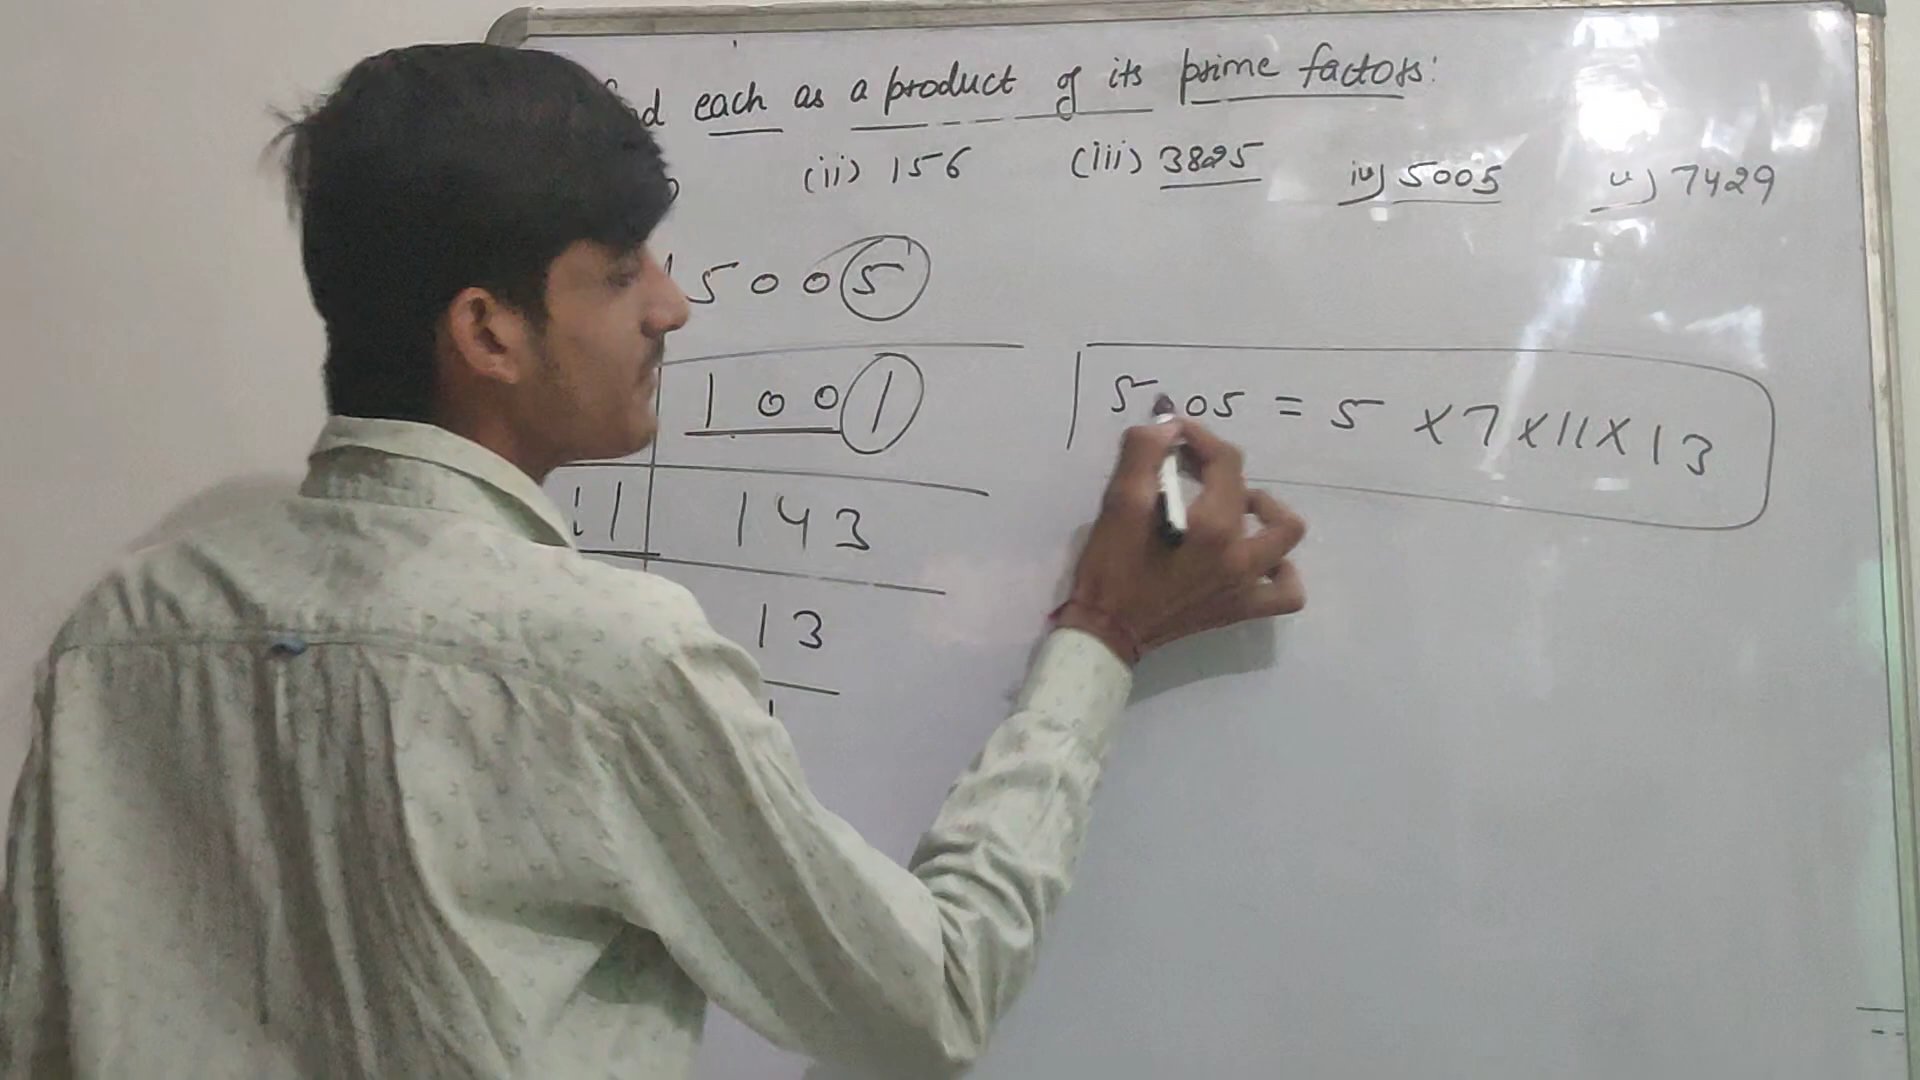 each as a product of its prime factors:
(ii) 156 (iii) 3825 iv) 5005 v) 7429
5005
1001
5005 = 5 × 7 × 11 × 13
11 143
13
1